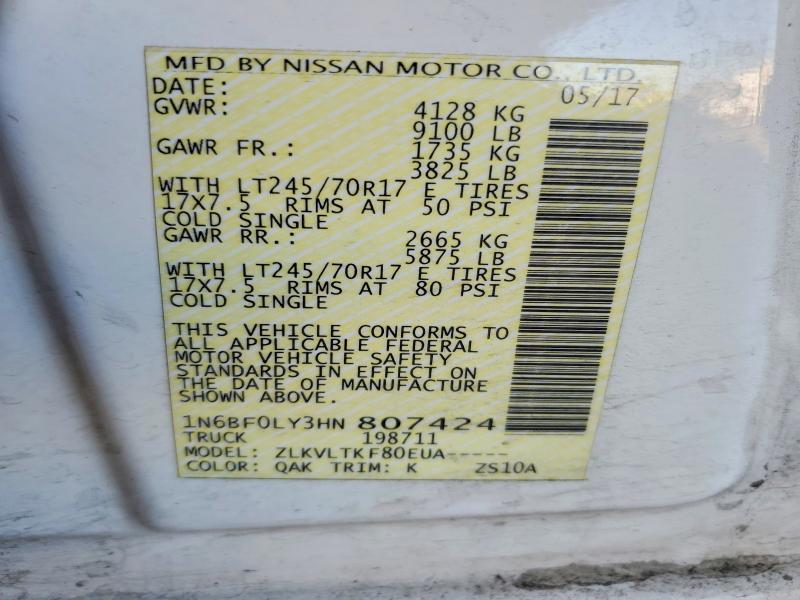 MFD BY NISSAN MOTOR CO., LTD.
DATE: 05/17
GVWR: 4128 KG
9100 LB
GAWR FR.: 1735 KG
3825 LB
WITH LT245/70R17 E TIRES
17X7.5 RIMS AT 50 PSI
COLD SINGLE
GAWR RR.: 2665 KG
5875 LB
WITH LT245/70R17 E TIRES
17X7.5 RIMS AT 80 PSI
COLD SINGLE
THIS VEHICLE CONFORMS TO
ALL APPLICABLE FEDERAL
MOTOR VEHICLE SAFETY
STANDARDS IN EFFECT ON
THE DATE OF MANUFACTURE
SHOWN ABOVE.
1N6BF0LY3HN 807424
TRUCK 198711
MODEL: ZLKVLTKF80EUA-----
COLOR: QAK TRIM: K ZS10A